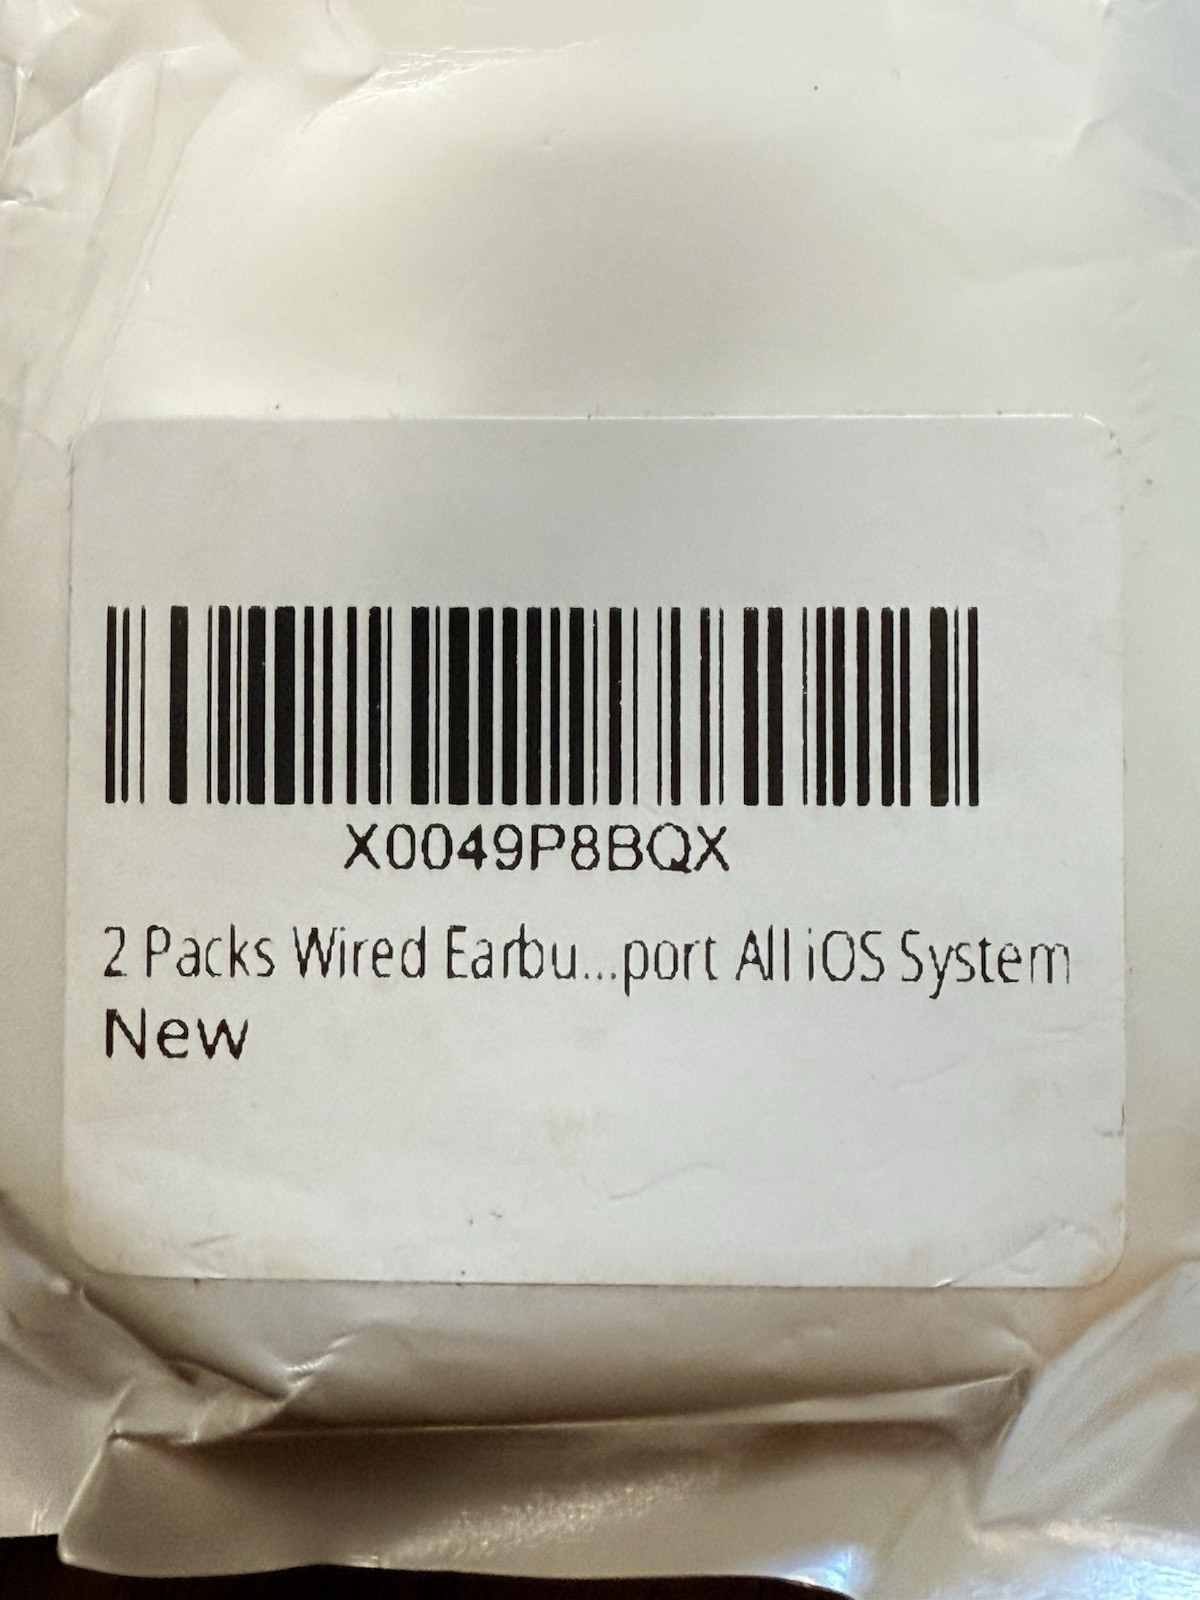 X0049P8BQX
2 Packs Wired Earbu...port All iOS System
New